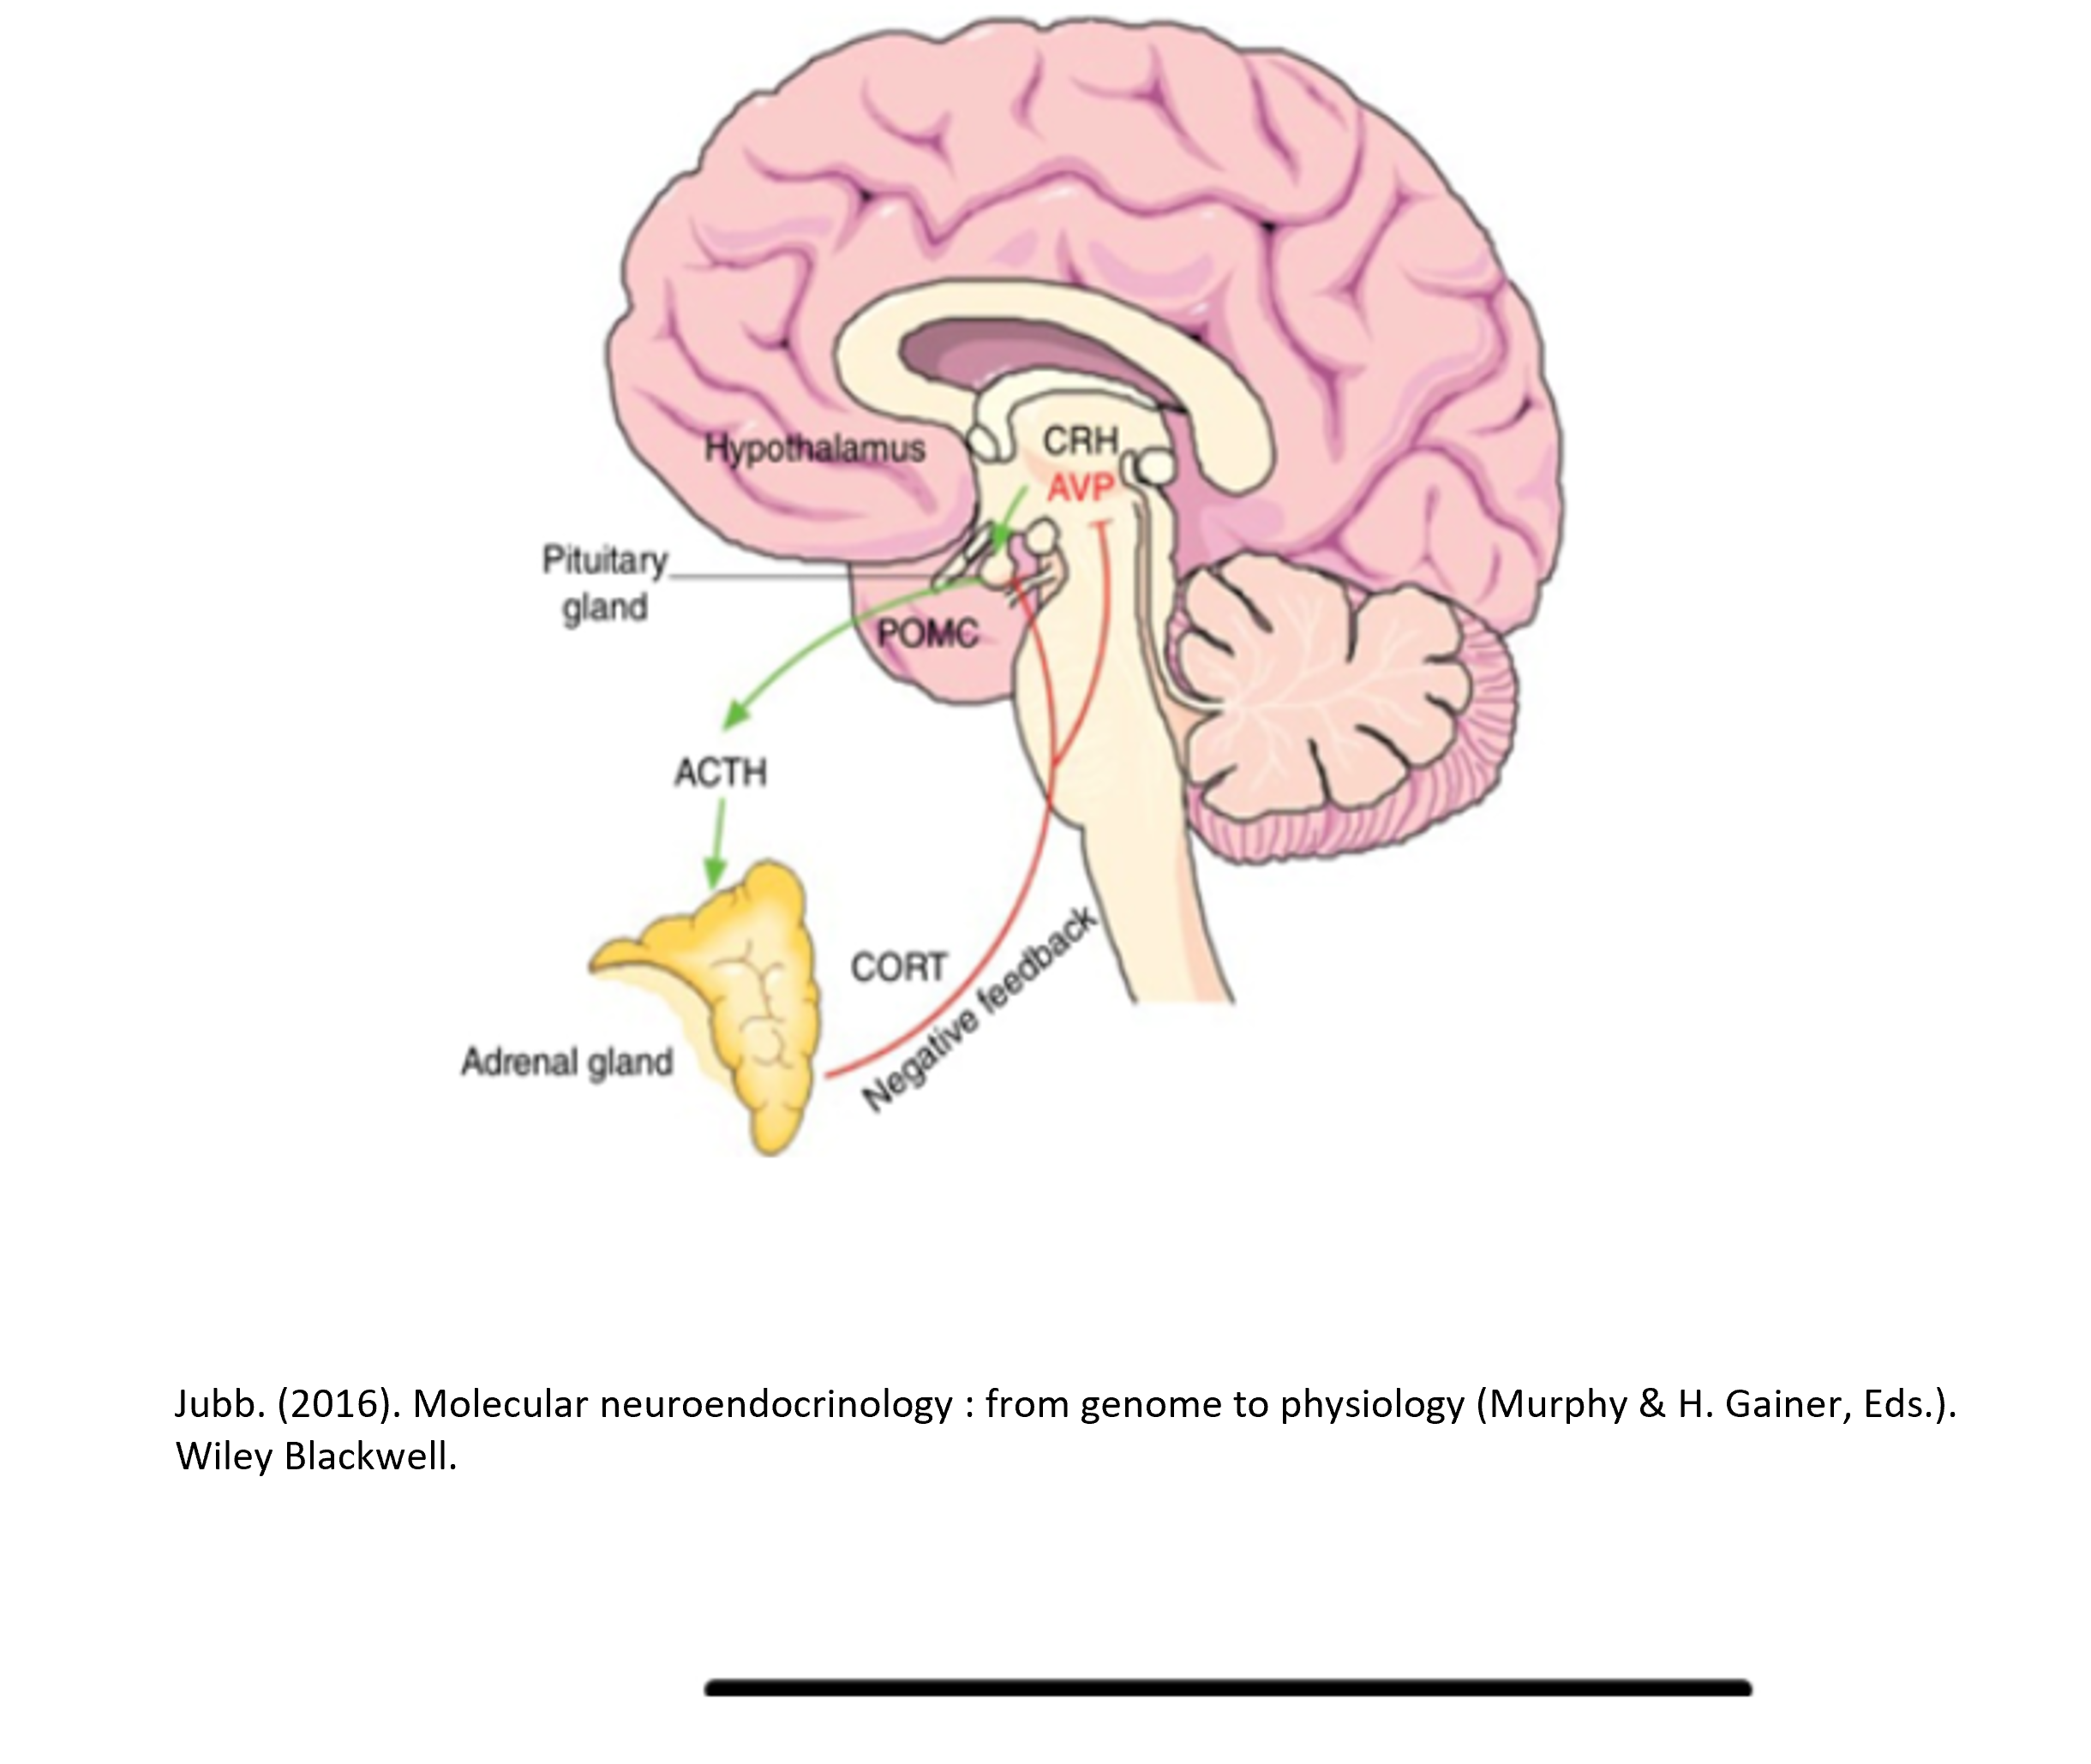 CRH
Hypothalamus
AVP
Pituitary
gland
POMC
ACTH
CORT
Negative feedback
Adrenal gland
Jubb. (2016). Molecular neuroendocrinology : from genome to physiology (Murphy & H. Gainer, Eds.).
Wiley Blackwell.